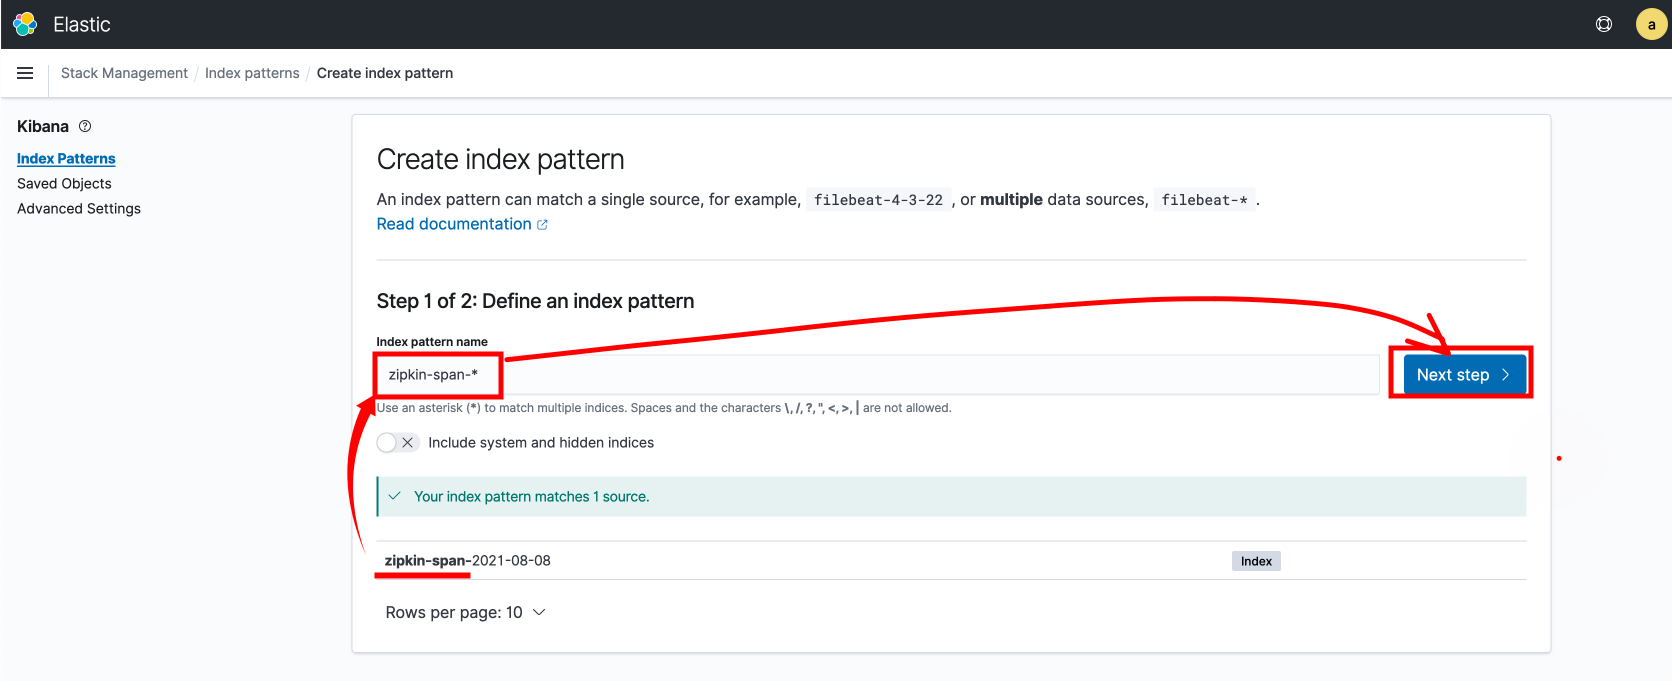 Elastic
a
Stack Management / Index patterns / Create index pattern
Kibana
Index Patterns
Saved Objects
Advanced Settings
Create index pattern
An index pattern can match a single source, for example, filebeat-4-3-22 , or multiple data sources, filebeat-* .
Read documentation
Step 1 of 2: Define an index pattern
Index pattern name
zipkin-span-*
Next step
Use an asterisk (*) to match multiple indices. Spaces and the characters \, /, ?, ", <, >, | are not allowed.
Include system and hidden indices
Your index pattern matches 1 source.
zipkin-span-2021-08-08 Index
Rows per page: 10